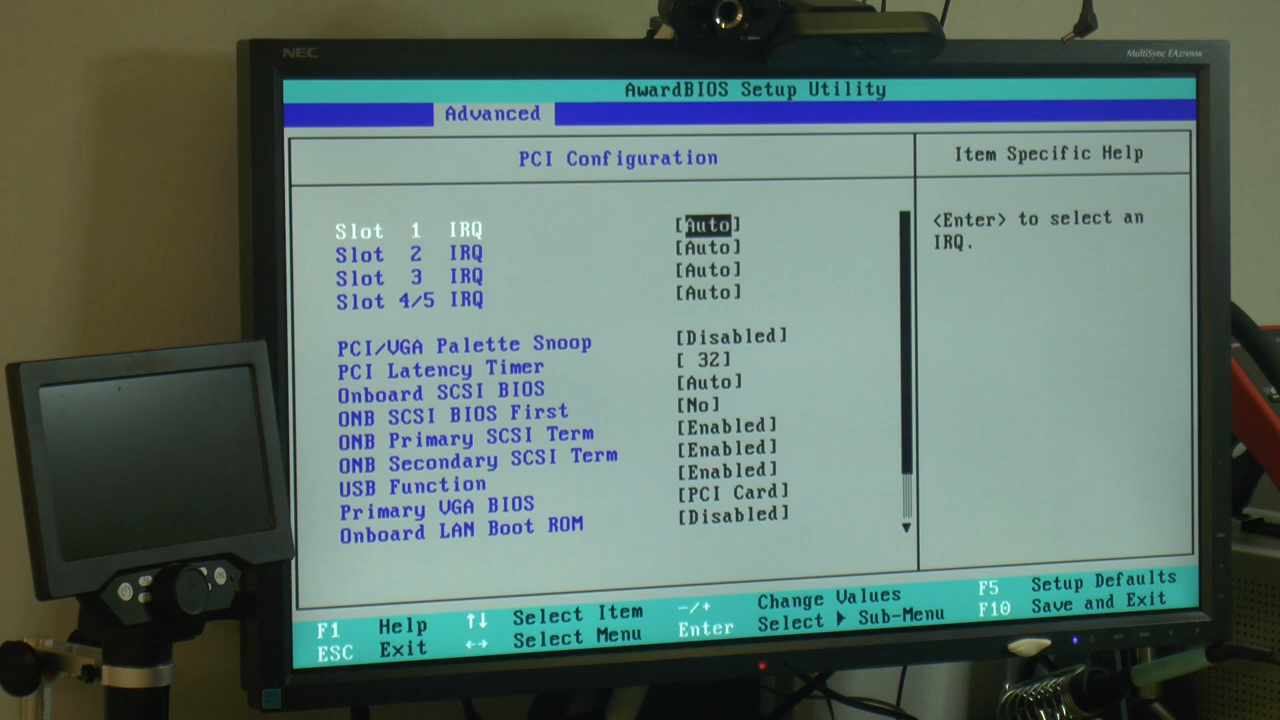 NEC
MultiSync
AwardBIOS Setup Utility
Advanced
PCI Configuration
Item Specific Help
Slot 1 IRQ [Auto]
Slot 2 IRQ [Auto]
Slot 3 IRQ [Auto]
Slot 4/5 IRQ [Auto]
<Enter> to select an
IRQ.
PCI/VGA Palette Snoop [Disabled]
PCI Latency Timer [ 32]
Onboard SCSI BIOS [Auto]
ONB SCSI BIOS First [No]
ONB Primary SCSI Term [Enabled]
ONB Secondary SCSI Term [Enabled]
USB Function [Enabled]
Primary VGA BIOS [PCI Card]
Onboard LAN Boot ROM [Disabled]
F1 Help ↑↓ Select Item -/+ Change Values F5 Setup Defaults
ESC Exit ←→ Select Menu Enter Select ▶ Sub-Menu F10 Save and Exit